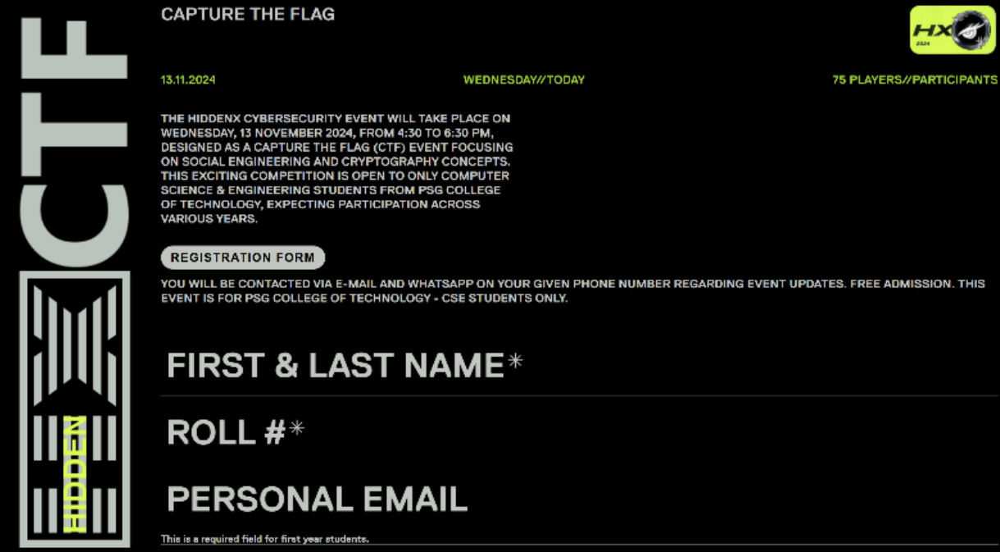 CAPTURE THE FLAG
HX
2024
13.11.2024
WEDNESDAY//TODAY
75 PLAYERS//PARTICIPANTS
THE HIDDENX CYBERSECURITY EVENT WILL TAKE PLACE ON
WEDNESDAY, 13 NOVEMBER 2024, FROM 4:30 TO 6:30 PM,
DESIGNED AS A CAPTURE THE FLAG (CTF) EVENT FOCUSING
ON SOCIAL ENGINEERING AND CRYPTOGRAPHY CONCEPTS.
THIS EXCITING COMPETITION IS OPEN TO ONLY COMPUTER
SCIENCE & ENGINEERING STUDENTS FROM PSG COLLEGE
OF TECHNOLOGY, EXPECTING PARTICIPATION ACROSS
VARIOUS YEARS.
REGISTRATION FORM
YOU WILL BE CONTACTED VIA E-MAIL AND WHATSAPP ON YOUR GIVEN PHONE NUMBER REGARDING EVENT UPDATES. FREE ADMISSION. THIS
EVENT IS FOR PSG COLLEGE OF TECHNOLOGY - CSE STUDENTS ONLY.
FIRST & LAST NAME*
ROLL #*
PERSONAL EMAIL
This is a required field for first year students.
HIDDEN X CTF